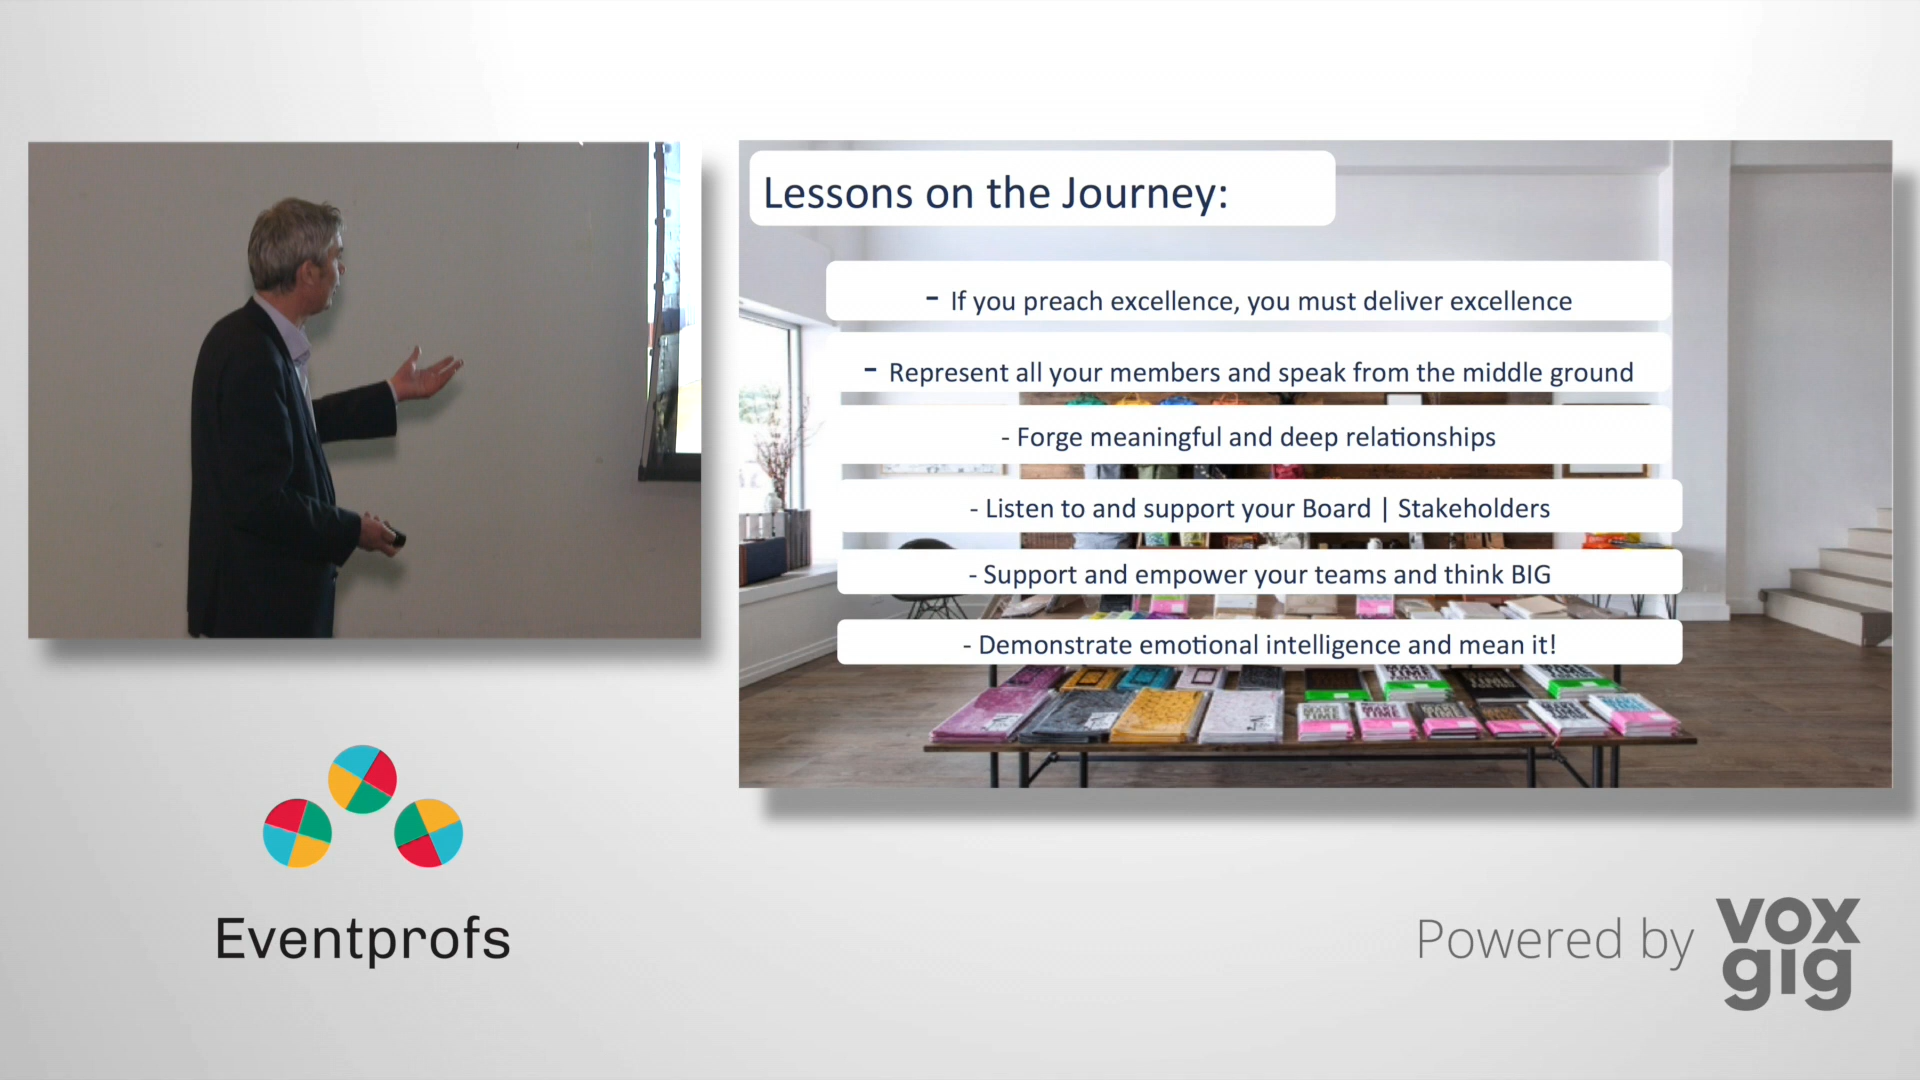 Lessons on the Journey:
- If you preach excellence, you must deliver excellence
- Represent all your members and speak from the middle ground
- Forge meaningful and deep relationships
- Listen to and support your Board | Stakeholders
- Support and empower your teams and think BIG
- Demonstrate emotional intelligence and mean it!
Eventprofs
Powered by
vox
gig